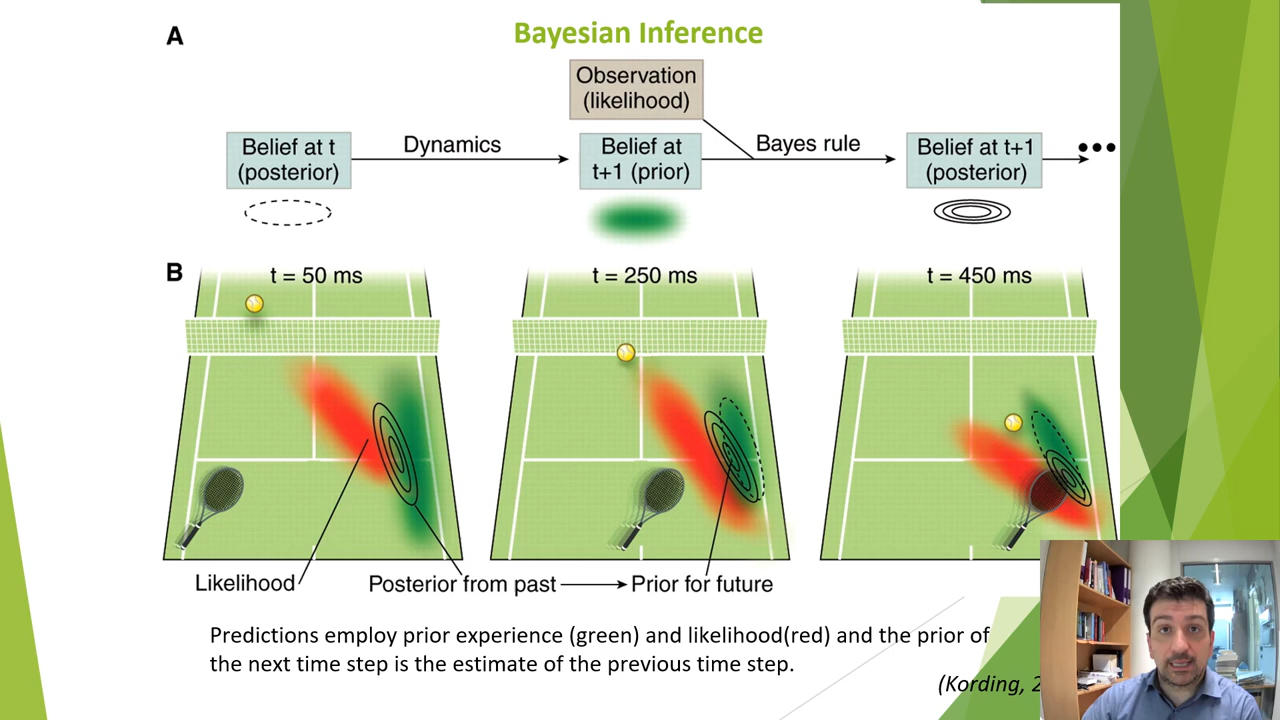 A
Bayesian Inference
Observation
(likelihood)
Belief at t
(posterior)
Dynamics
Belief at
t+1 (prior)
Bayes rule
Belief at t+1
(posterior)
•••
B
t = 50 ms
t = 250 ms
t = 450 ms
Likelihood
Posterior from past
Prior for future
Predictions employ prior experience (green) and likelihood(red) and the prior of
the next time step is the estimate of the previous time step.
(Kording, 2